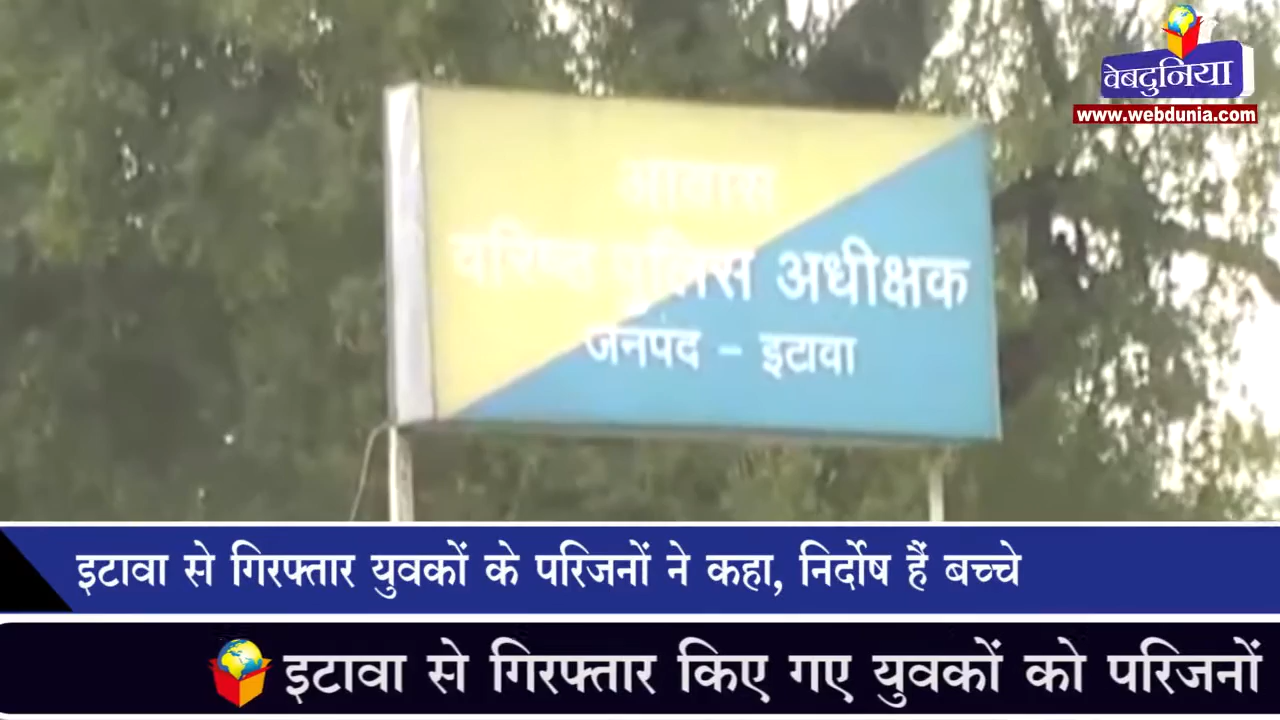 वेबदुनिया
www.webdunia.com
आवास
वरिष्ठ पुलिस अधीक्षक
जनपद - इटावा
इटावा से गिरफ्तार युवकों के परिजनों ने कहा, निर्दोष हैं बच्चे
इटावा से गिरफ्तार किए गए युवकों को परिजनों